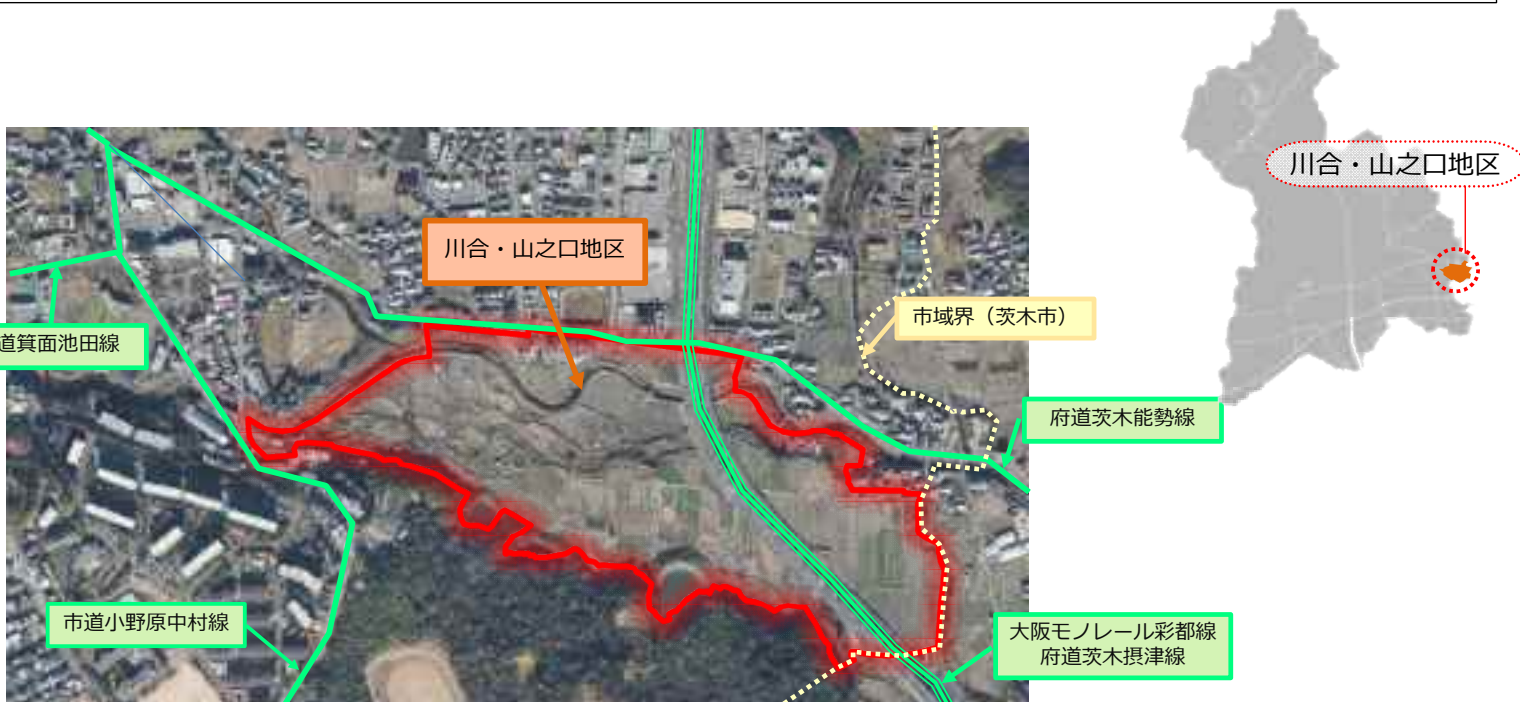 川合・山之口地区
川合・山之口地区
市域界（茨木市）
道箕面池田線
府道茨木能勢線
市道小野原中村線
大阪モノレール彩都線
府道茨木摂津線